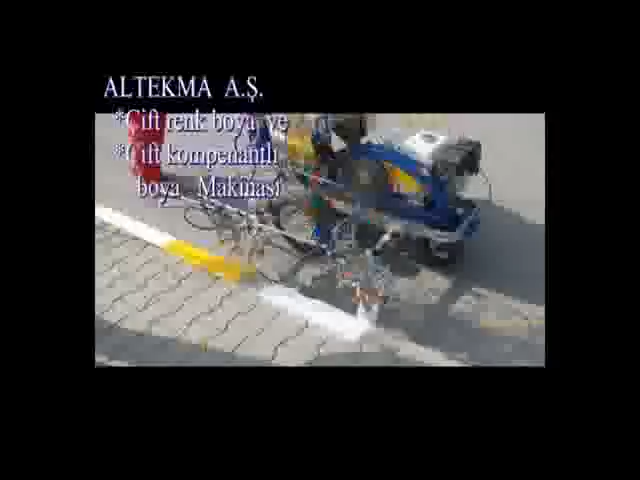 ALTEKMA A.Ş.
*Çift renk boya ve
*Çift kompenantlı
boya Makinası